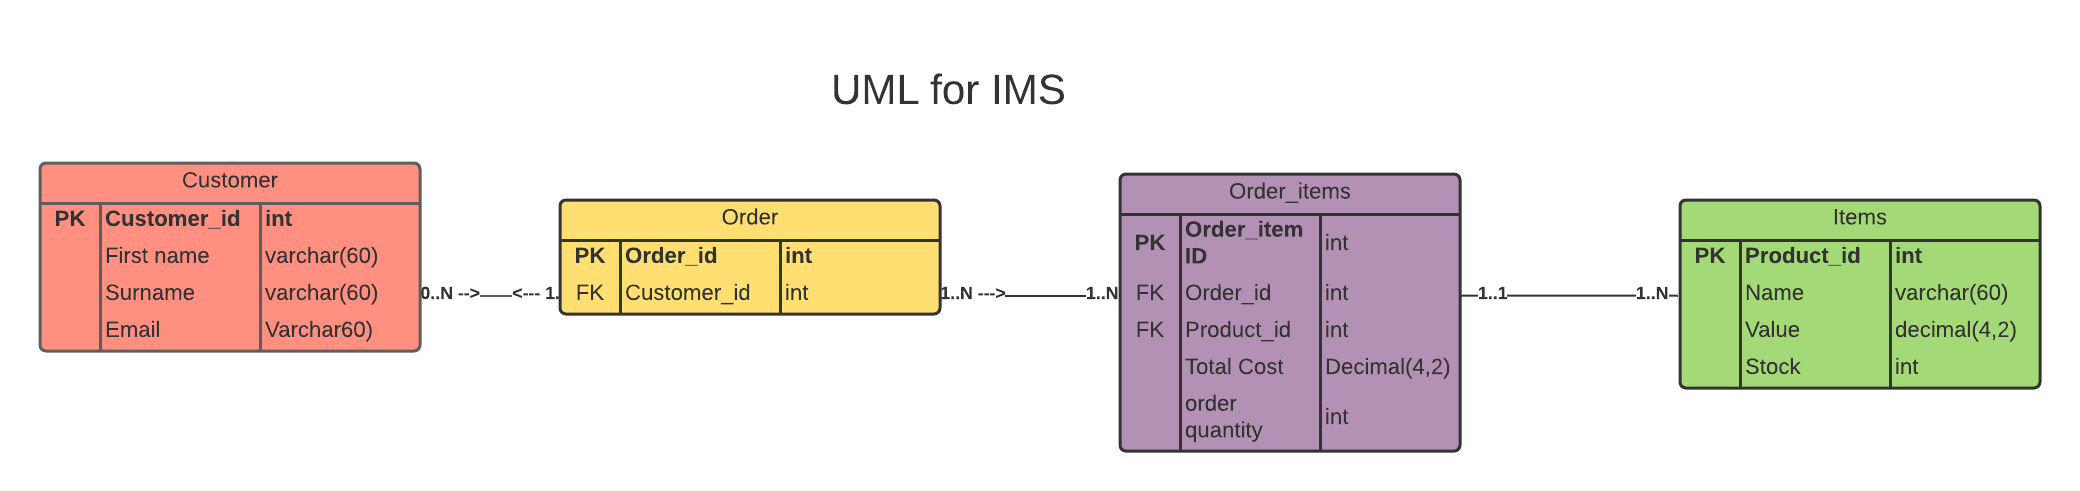 UML for IMS
Customer
PK Customer_id int
First name varchar(60)
Surname varchar(60)
Email Varchar60)
0..N --> <--- 1.
Order
PK Order_id int
FK Customer_id int
1..N ---> 1..N
Order_items
PK Order_item
ID int
FK Order_id int
FK Product_id int
Total Cost Decimal(4,2)
order
quantity int
1..1 1..N
Items
PK Product_id int
Name varchar(60)
Value decimal(4,2)
Stock int